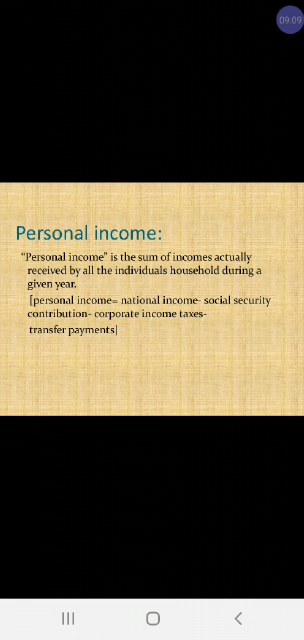 09:09
Personal income:
“Personal income” is the sum of incomes actually
received by all the individuals household during a
given year.
[personal income= national income- social security
contribution- corporate income taxes-
transfer payments]